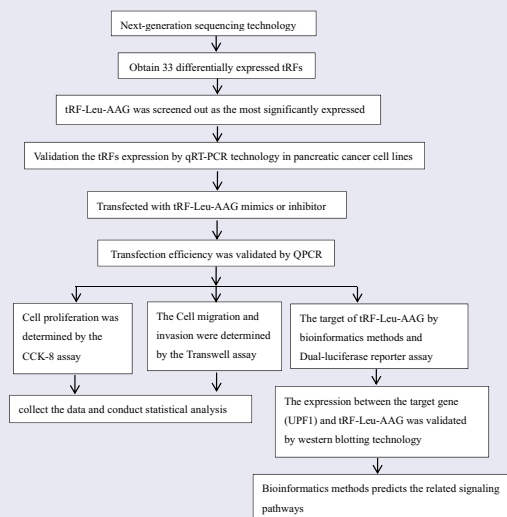 Next-generation sequencing technology
Obtain 33 differentially expressed tRFs
tRF-Leu-AAG was screened out as the most significantly expressed
Validation the tRFs expression by qRT-PCR technology in pancreatic cancer cell lines
Transfected with tRF-Leu-AAG mimics or inhibitor
Transfection efficiency was validated by QPCR
Cell proliferation was
determined by the
CCK-8 assay
The Cell migration and
invasion were determined
by the Transwell assay
The target of tRF-Leu-AAG by
bioinformatics methods and
Dual-luciferase reporter assay
collect the data and conduct statistical analysis
The expression between the target gene
(UPF1) and tRF-Leu-AAG was validated
by western blotting technology
Bioinformatics methods predicts the related signaling
pathways